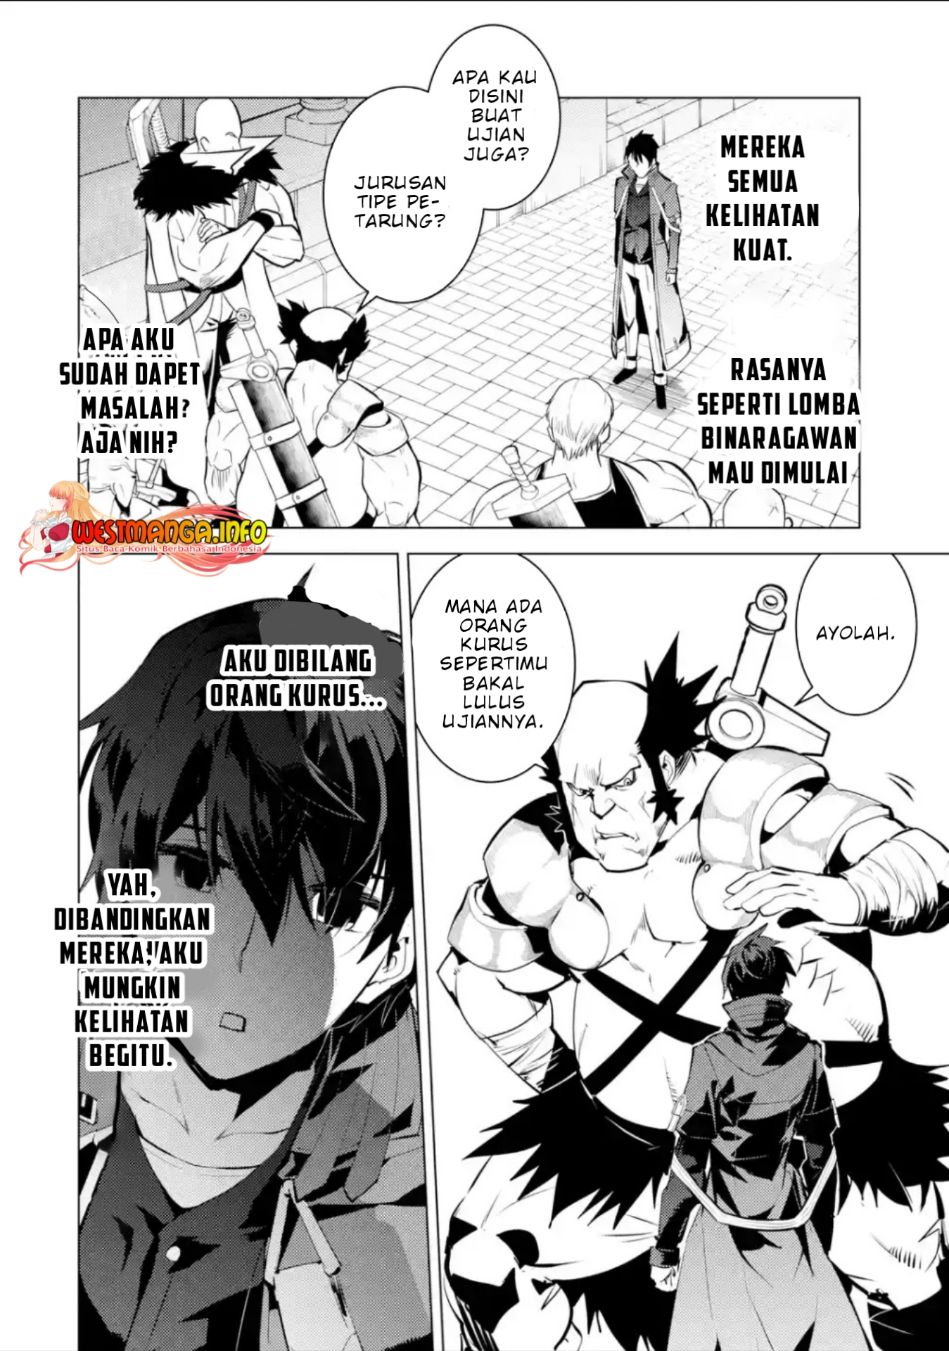 MEREKA
SEMUA
KELIHATAN
KUAT.
APA KAU
DISINI
BUAT
UJIAN
JUGA?
JURUSAN
TIPE PE-
TARUNG?
RASANYA
SEPERTI LOMBA
BINARAGAWAN
MAU DIMULAI
APA AKU
SUDAH DAPET
MASALAH?
AJA NIH?
WESTMANGA.INFO
Situs Baca Komik Berbahasa Indonesia
AYOLAH.
MANA ADA
ORANG
KURUS
SEPERTIMU
BAKAL
LULUS
UJIANNYA.
AKU DIBILANG
ORANG KURUS...
YAH,
DIBANDINGKAN
MEREKA, AKU
MUNGKIN
KELIHATAN
BEGITU.